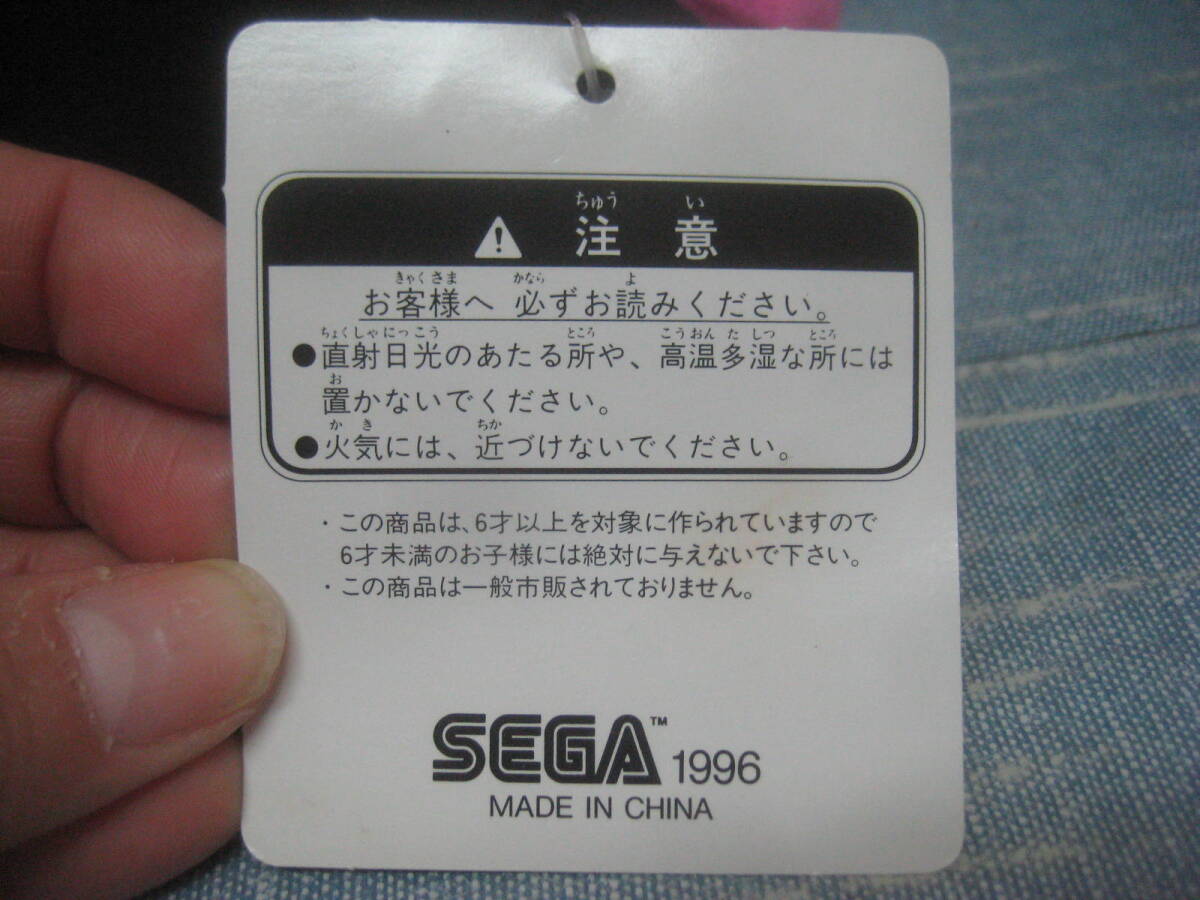 ちゅう い
注 意
きゃくさま かなら よ
お客様へ 必ずお読みください。
ちょくしゃにっこう ところ こうおん た しつ ところ
●直射日光のあたる所や、高温多湿な所には
お
置かないでください。
か き ちか
●火気には、近づけないでください。
・この商品は、6才以上を対象に作られていますので
6才未満のお子様には絶対に与えないで下さい。
・この商品は一般市販されておりません。
SEGA™ 1996
MADE IN CHINA